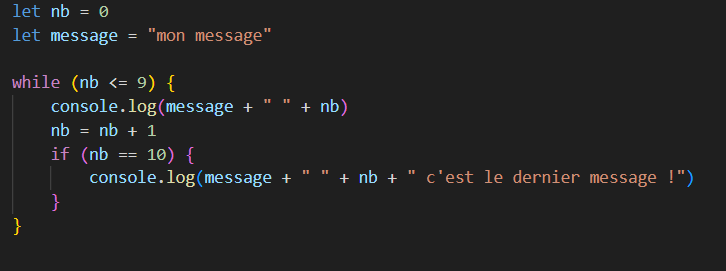 let nb = 0
let message = "mon message"
while (nb <= 9) {
console.log(message + " " + nb)
nb = nb + 1
if (nb == 10) {
console.log(message + " " + nb + " c'est le dernier message !")
}
}